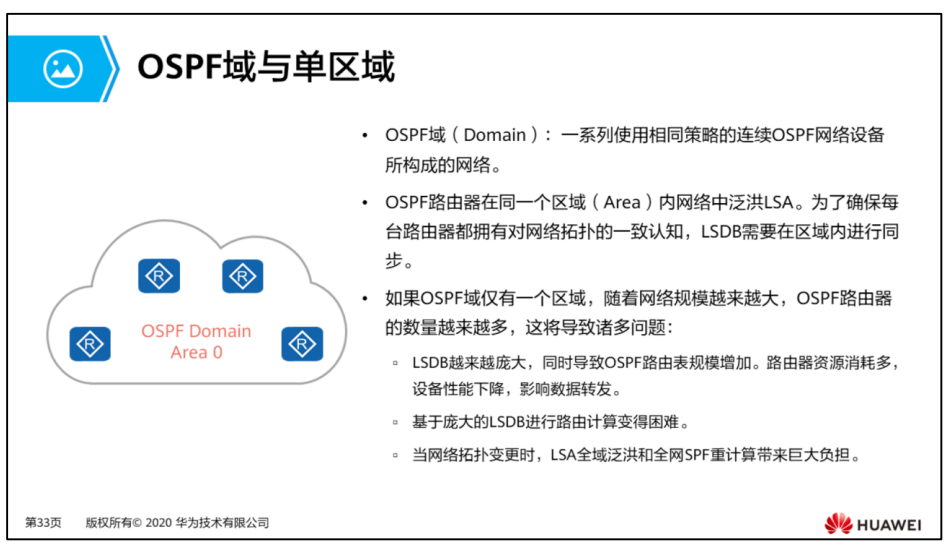 OSPF域与单区域
• OSPF域（Domain）：一系列使用相同策略的连续OSPF网络设备
所构成的网络。
• OSPF路由器在同一个区域（Area）内网络中泛洪LSA。为了确保每
台路由器都拥有对网络拓扑的一致认知，LSDB需要在区域内进行同
步。
• 如果OSPF域仅有一个区域，随着网络规模越来越大，OSPF路由器
的数量越来越多，这将导致诸多问题：
▫ LSDB越来越庞大，同时导致OSPF路由表规模增加。路由器资源消耗多，
设备性能下降，影响数据转发。
▫ 基于庞大的LSDB进行路由计算变得困难。
▫ 当网络拓扑变更时，LSA全域泛洪和全网SPF重计算带来巨大负担。
R
R
R
OSPF Domain
Area 0
R
第33页
版权所有© 2020 华为技术有限公司
HUAWEI